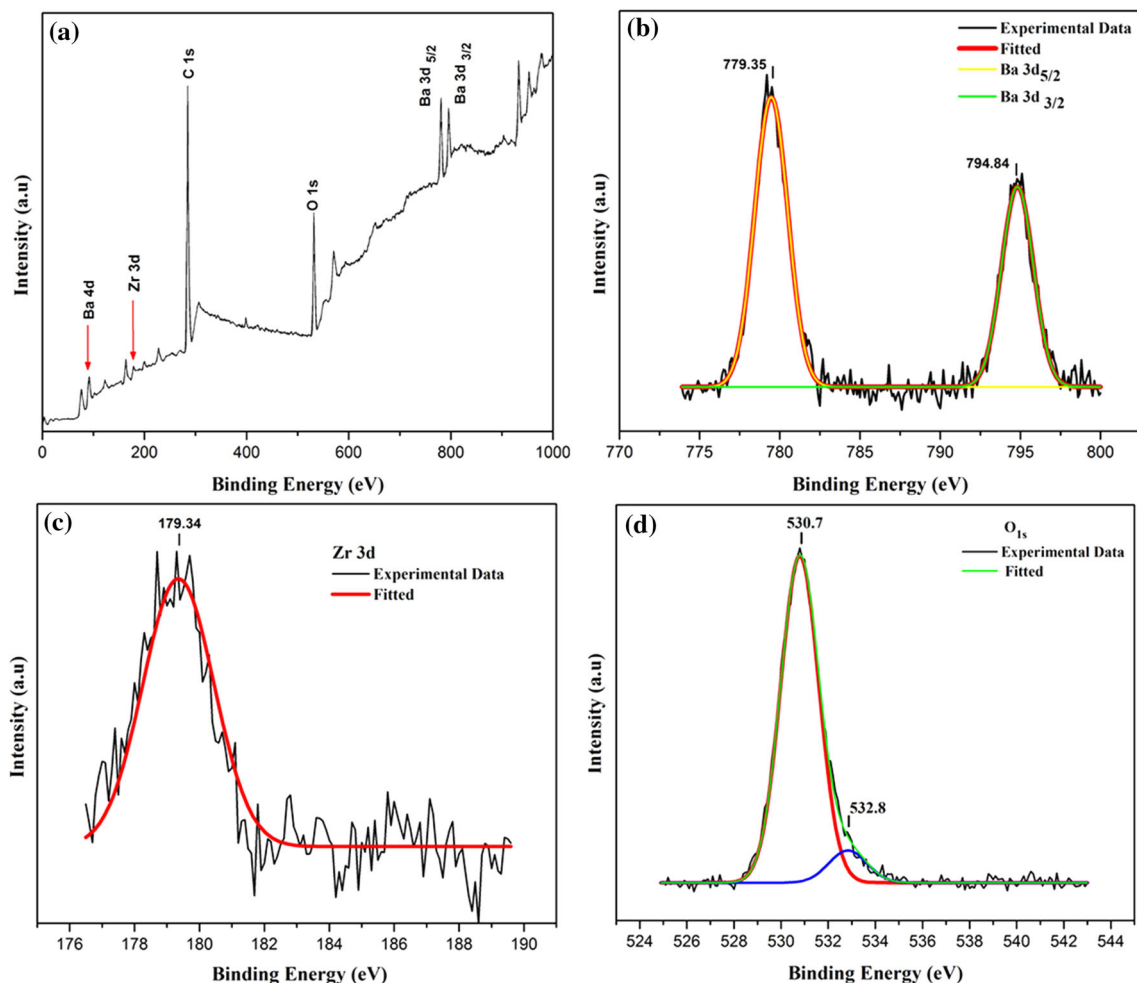 (a)
C 1s
Ba 3d 5/2
Ba 3d 3/2
O 1s
Zr 3d
Ba 4d
Intensity (a.u)
0 200 400 600 800 1000
Binding Energy (eV)
(b)
Experimental Data
Fitted
Ba 3d5/2
Ba 3d 3/2
779.35
794.84
Intensity (a.u)
770 775 780 785 790 795 800
Binding Energy (eV)
(c)
179.34
Zr 3d
Experimental Data
Fitted
Intensity (a.u)
176 178 180 182 184 186 188 190
Binding Energy (eV)
(d)
530.7
O1s
Experimental Data
Fitted
532.8
Intensity (a.u)
524 526 528 530 532 534 536 538 540 542 544
Binding Energy (eV)